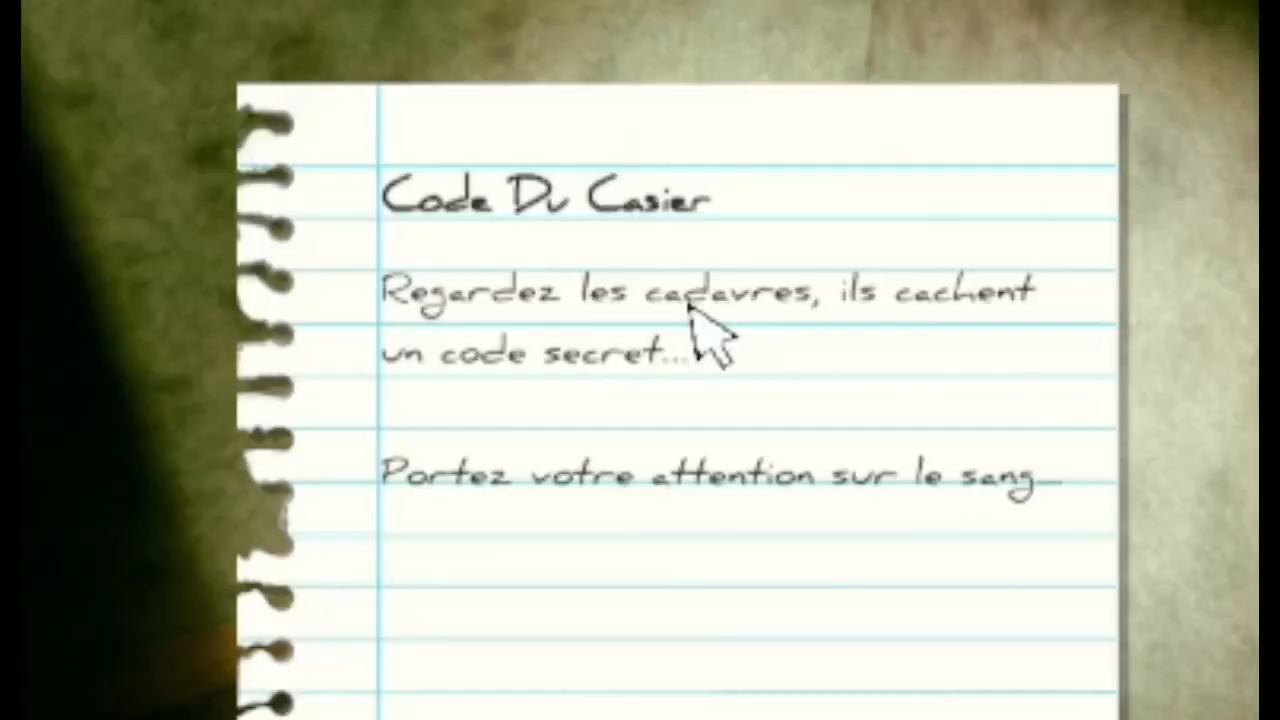 Code Du Casier
Regardez les cadavres, ils cachent
un code secret...
Portez votre attention sur le sang...